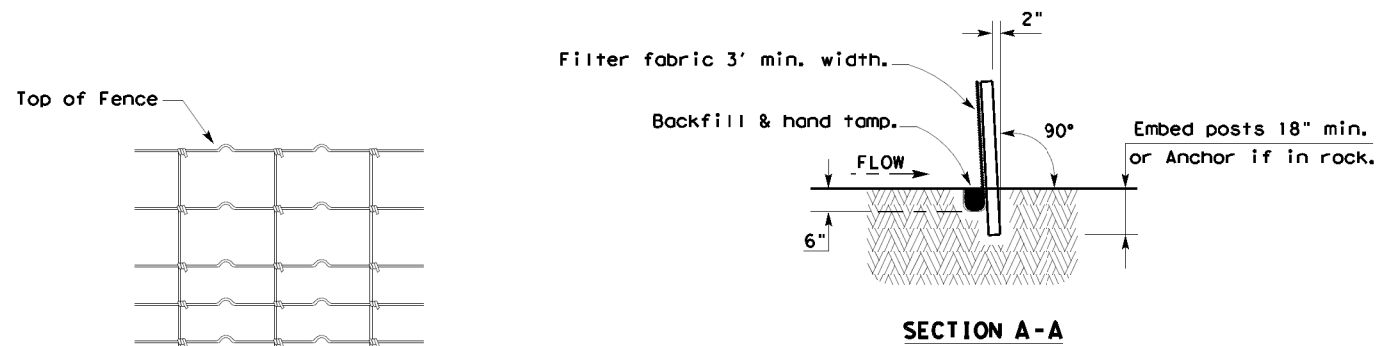 Top of Fence
2"
Filter fabric 3' min. width.
Backfill & hand tamp.
90°
Embed posts 18" min.
or Anchor if in rock.
FLOW
6"
SECTION A-A